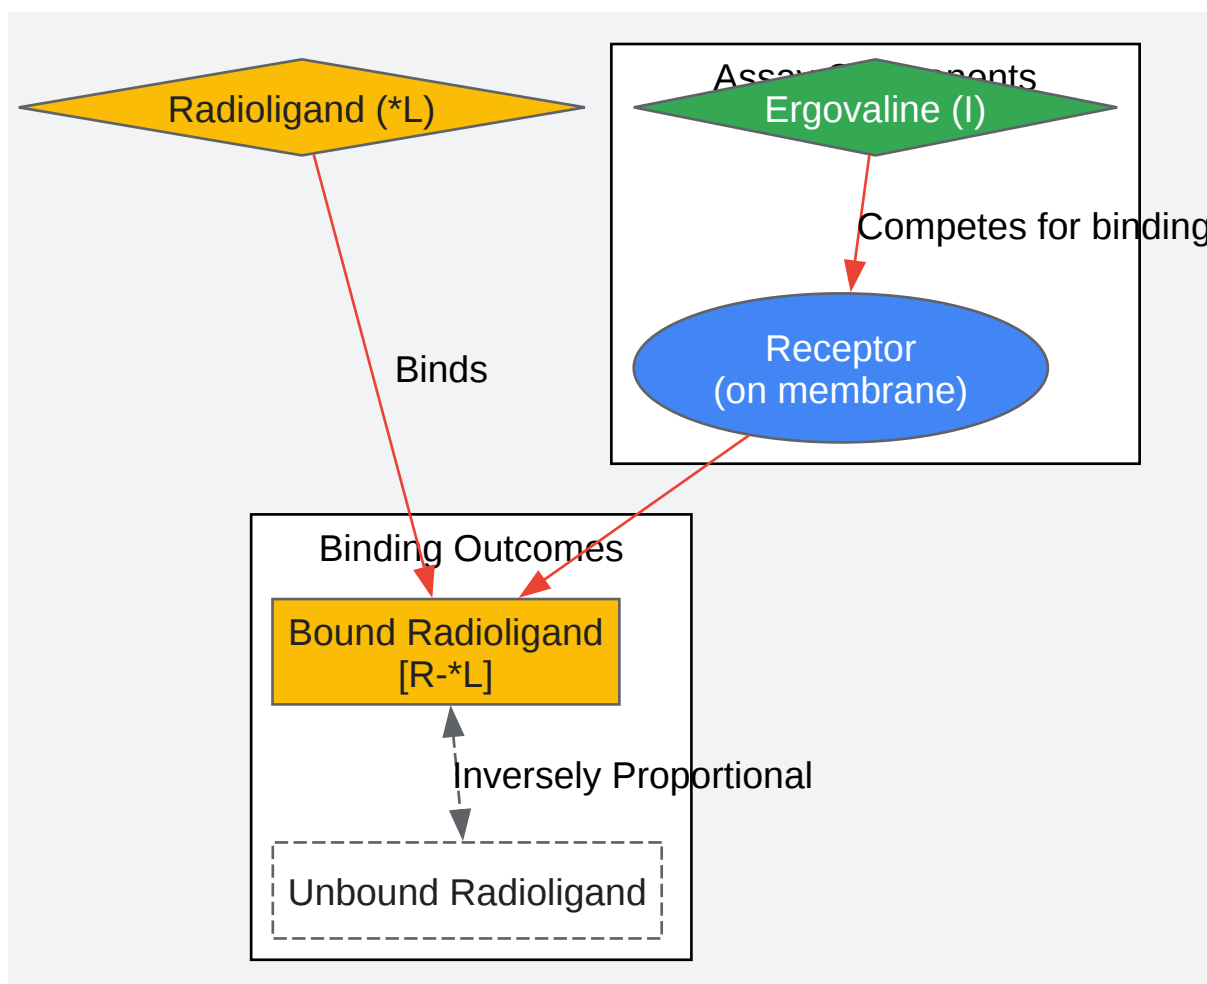 Radioligand (*L)
Ergovaline (I)
Competes for binding
Receptor
(on membrane)
Binds
Binding Outcomes
Bound Radioligand
[R-*L]
Inversely Proportional
Unbound Radioligand